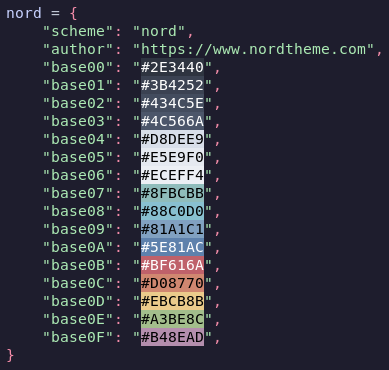 nord = {
    "scheme": "nord",
    "author": "https://www.nordtheme.com",
    "base00": "#2E3440",
    "base01": "#3B4252",
    "base02": "#434C5E",
    "base03": "#4C566A",
    "base04": "#D8DEE9",
    "base05": "#E5E9F0",
    "base06": "#ECEFF4",
    "base07": "#8FBCBB",
    "base08": "#88C0D0",
    "base09": "#81A1C1",
    "base0A": "#5E81AC",
    "base0B": "#BF616A",
    "base0C": "#D08770",
    "base0D": "#EBCB8B",
    "base0E": "#A3BE8C",
    "base0F": "#B48EAD",
}